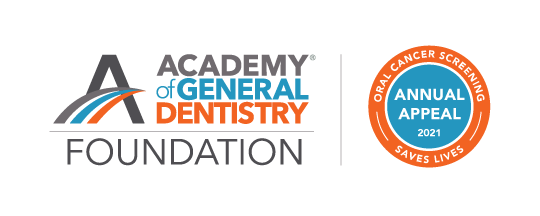 ACADEMY®
of GENERAL
DENTISTRY
FOUNDATION
ORAL CANCER SCREENING
ANNUAL
APPEAL
2021
SAVES LIVES